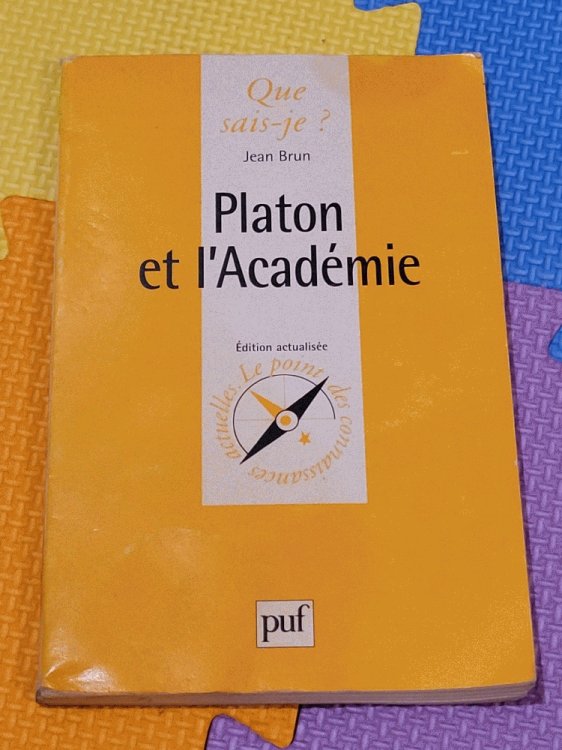 Que
sais-je ?
Jean Brun
Platon
et l'Académie
Édition actualisée
Le point des connaissances actuelles.
puf